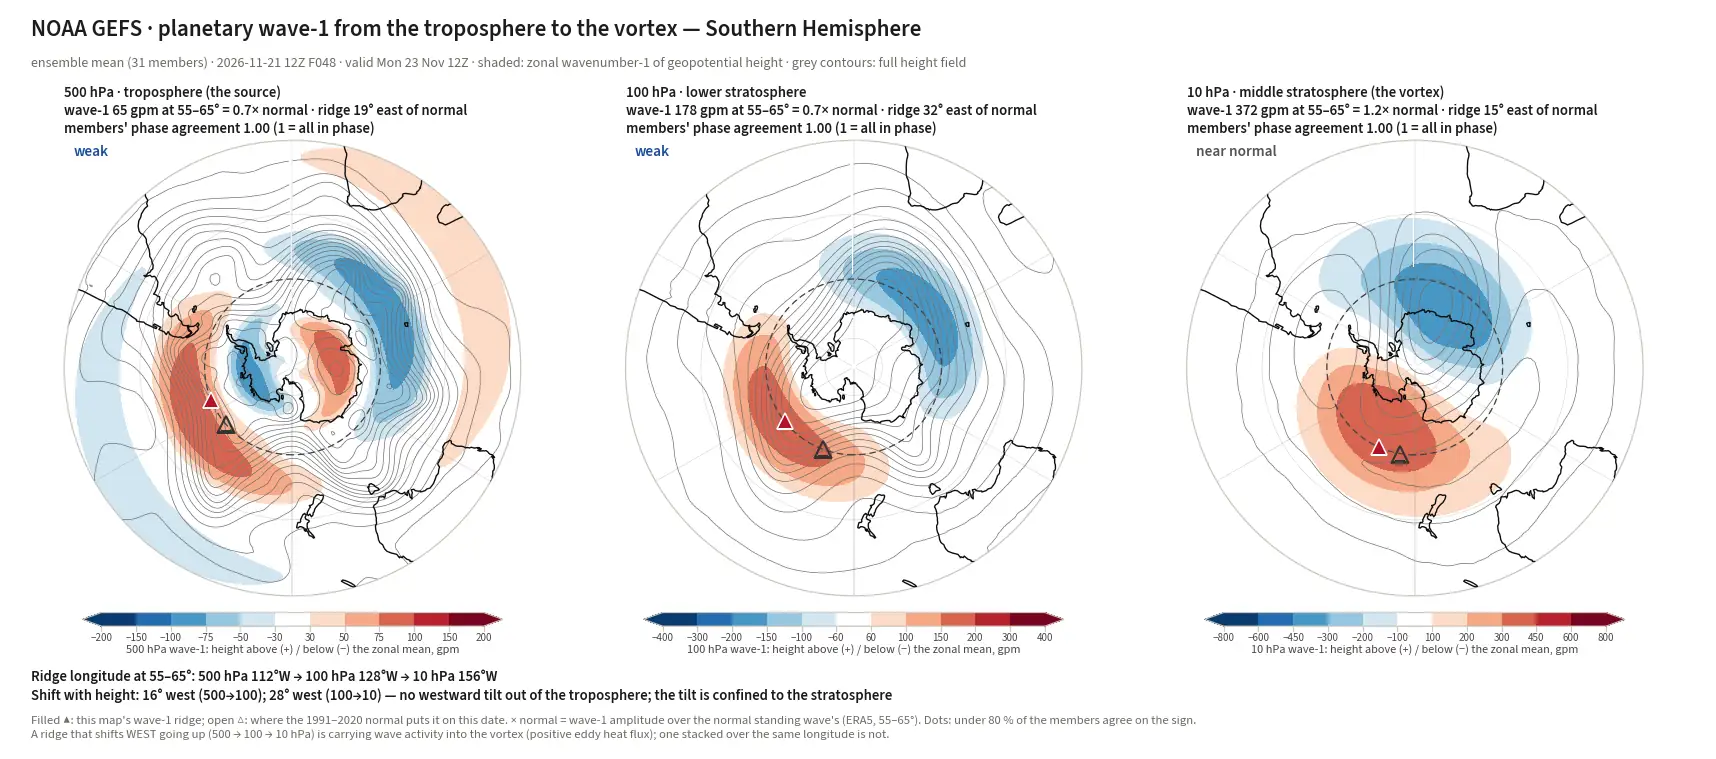 NOAA GEFS · planetary wave-1 from the troposphere to the vortex — Southern Hemisphere
ensemble mean (31 members) · 2026-11-21 12Z F048 · valid Mon 23 Nov 12Z · shaded: zonal wavenumber-1 of geopotential height · grey contours: full height field
500 hPa · troposphere (the source)
wave-1 65 gpm at 55–65° = 0.7× normal · ridge 19° east of normal
members' phase agreement 1.00 (1 = all in phase)
weak
100 hPa · lower stratosphere
wave-1 178 gpm at 55–65° = 0.7× normal · ridge 32° east of normal
members' phase agreement 1.00 (1 = all in phase)
weak
10 hPa · middle stratosphere (the vortex)
wave-1 372 gpm at 55–65° = 1.2× normal · ridge 15° east of normal
members' phase agreement 1.00 (1 = all in phase)
near normal
−200 −150 −100 −75 −50 −30 30 50 75 100 150 200
500 hPa wave-1: height above (+) / below (−) the zonal mean, gpm
−400 −300 −200 −150 −100 −60 60 100 150 200 300 400
100 hPa wave-1: height above (+) / below (−) the zonal mean, gpm
−800 −600 −450 −300 −200 −100 100 200 300 450 600 800
10 hPa wave-1: height above (+) / below (−) the zonal mean, gpm
Ridge longitude at 55–65°: 500 hPa 112°W → 100 hPa 128°W → 10 hPa 156°W
Shift with height: 16° west (500→100); 28° west (100→10) — no westward tilt out of the troposphere; the tilt is confined to the stratosphere
Filled ▲: this map's wave-1 ridge; open △: where the 1991–2020 normal puts it on this date. × normal = wave-1 amplitude over the normal standing wave's (ERA5, 55–65°). Dots: under 80 % of the members agree on the sign.
A ridge that shifts WEST going up (500 → 100 → 10 hPa) is carrying wave activity into the vortex (positive eddy heat flux); one stacked over the same longitude is not.